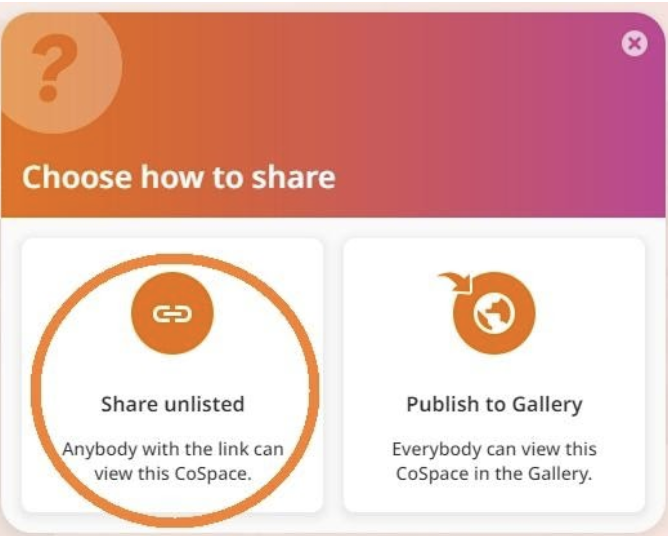 ?
Choose how to share
Share unlisted
Anybody with the link can
view this CoSpace.
Publish to Gallery
Everybody can view this
CoSpace in the Gallery.